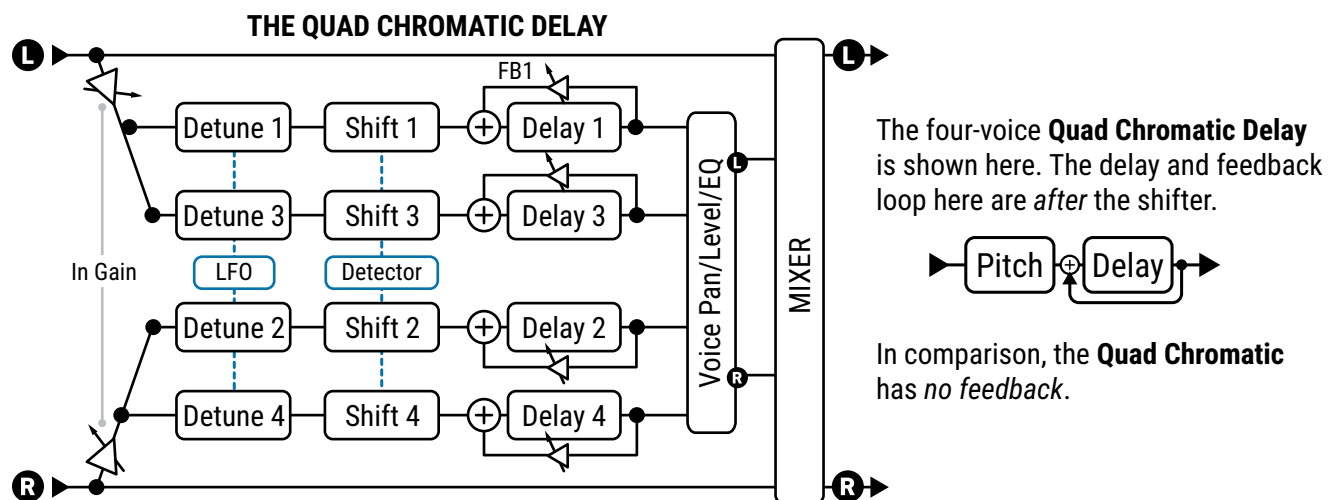 THE QUAD CHROMATIC DELAY
L
L
FB1
Detune 1
Shift 1
+
Delay 1
Detune 3
Shift 3
+
Delay 3
In Gain
LFO
Detector
Detune 2
Shift 2
+
Delay 2
Detune 4
Shift 4
+
Delay 4
Voice Pan/Level/EQ
L
R
MIXER
R
R
The four-voice Quad Chromatic Delay
is shown here. The delay and feedback
loop here are after the shifter.
Pitch
+
Delay
In comparison, the Quad Chromatic
has no feedback.